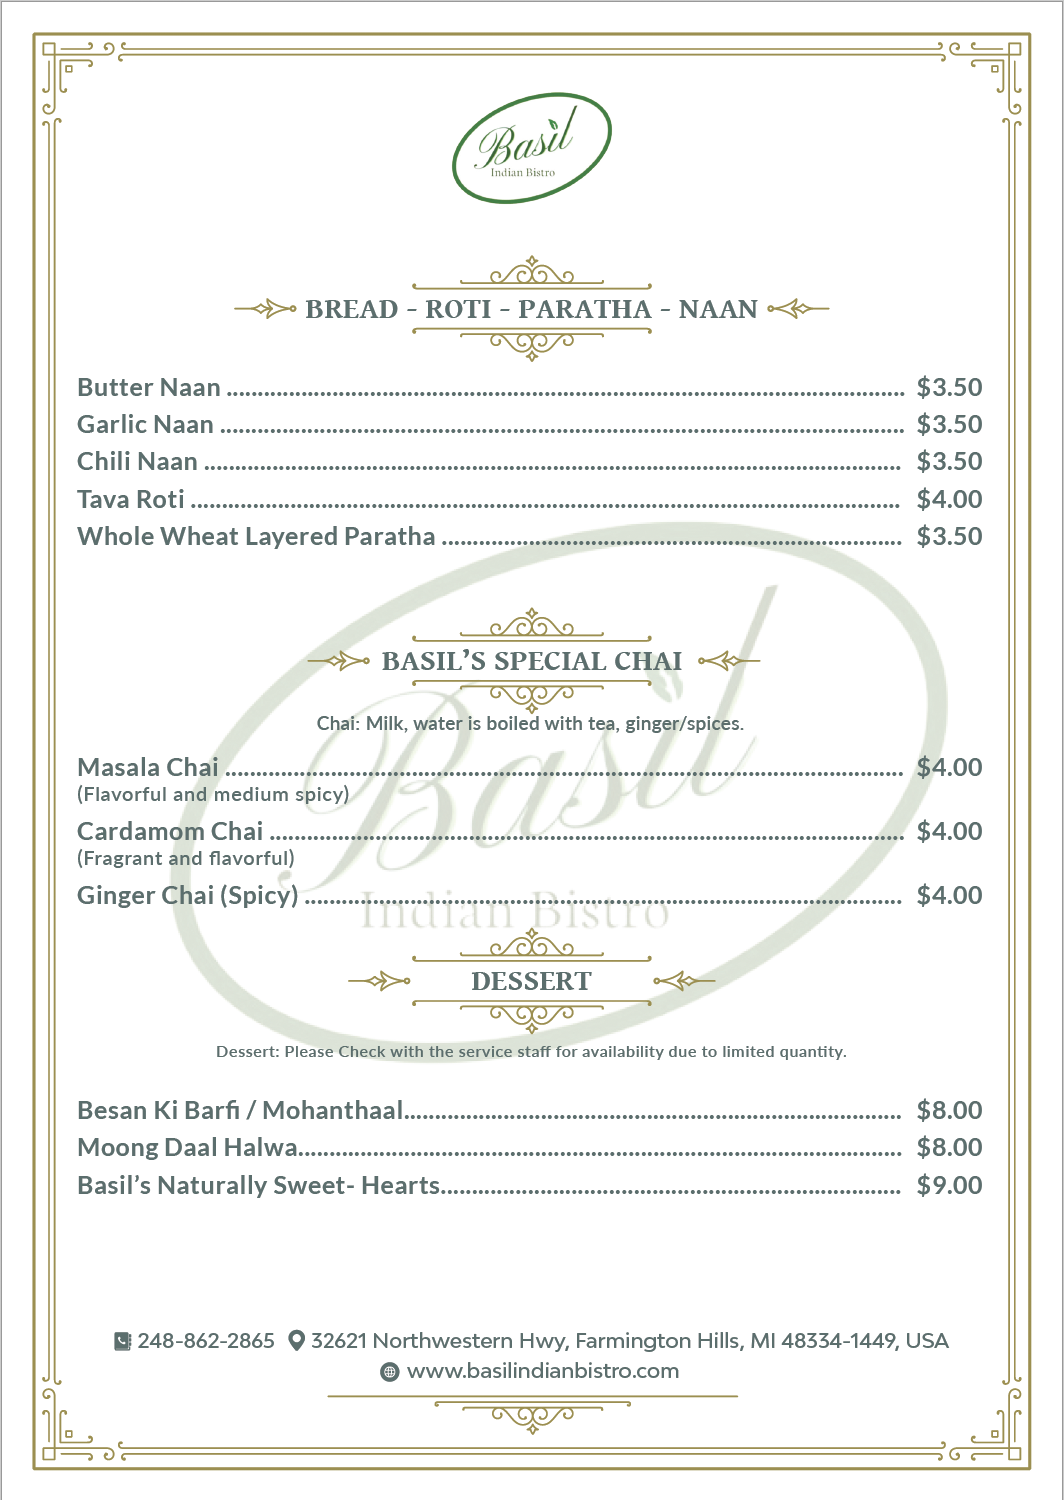 Basil
Indian Bistro
BREAD - ROTI - PARATHA - NAAN
Butter Naan ........................................................................................................ $3.50
Garlic Naan ........................................................................................................ $3.50
Chili Naan ........................................................................................................ $3.50
Tava Roti ........................................................................................................ $4.00
Whole Wheat Layered Paratha ........................................................................ $3.50
BASIL’S SPECIAL CHAI
Chai: Milk, water is boiled with tea, ginger/spices.
Masala Chai ........................................................................................................ $4.00
(Flavorful and medium spicy)
Cardamom Chai ................................................................................................ $4.00
(Fragrant and flavorful)
Ginger Chai (Spicy) ............................................................................................ $4.00
Basil
Indian Bistro
DESSERT
Dessert: Please Check with the service staff for availability due to limited quantity.
Besan Ki Barfi / Mohanthaal............................................................................... $8.00
Moong Daal Halwa................................................................................................ $8.00
Basil’s Naturally Sweet- Hearts......................................................................... $9.00
248-862-2865 32621 Northwestern Hwy, Farmington Hills, MI 48334-1449, USA
www.basilindianbistro.com